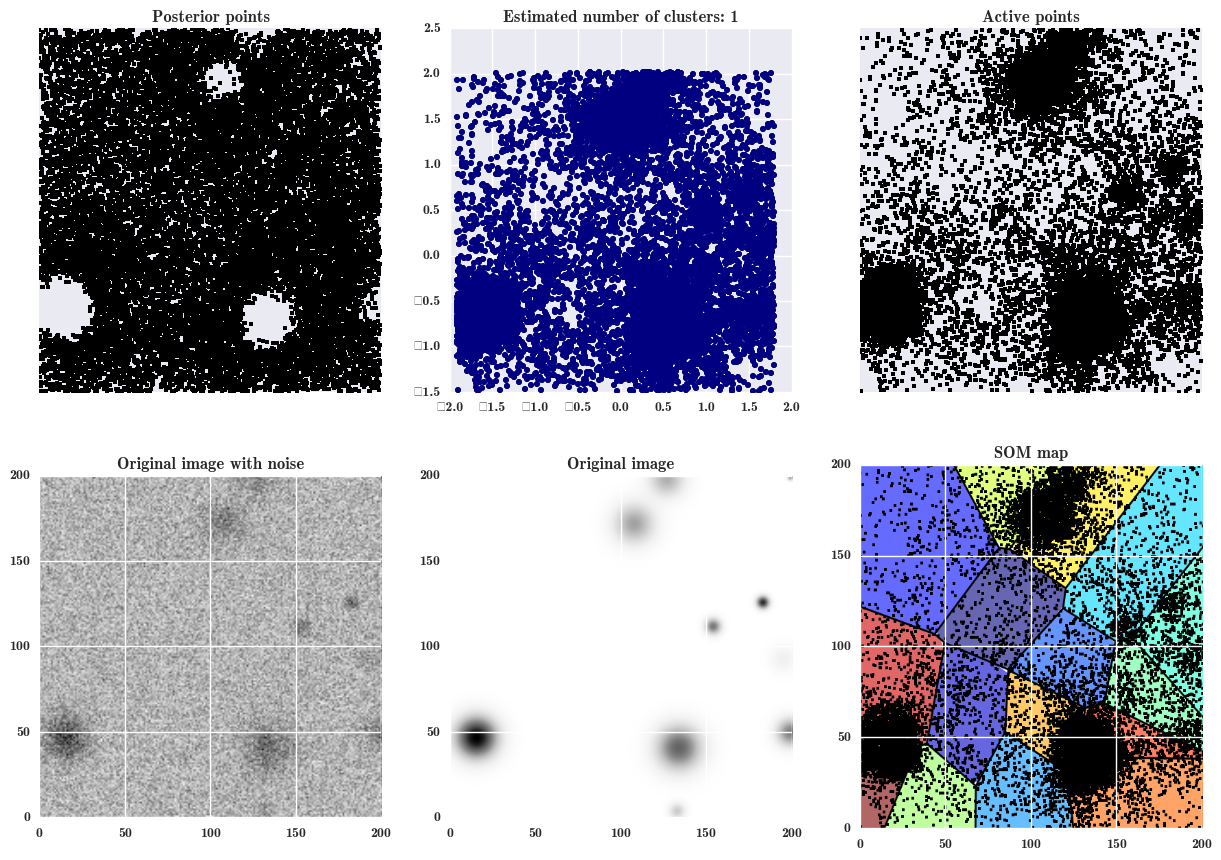 Posterior points
Estimated number of clusters: 1
Active points
2.5
2.0
1.5
1.0
0.5
0.0
□0.5
□1.0
□1.5
□2.0 □1.5 □1.0 □0.5 0.0 0.5 1.0 1.5 2.0
Original image with noise
Original image
SOM map
200
150
100
50
0
0 50 100 150 200
200
150
100
50
0
0 50 100 150 200
200
150
100
50
0
0 50 100 150 200